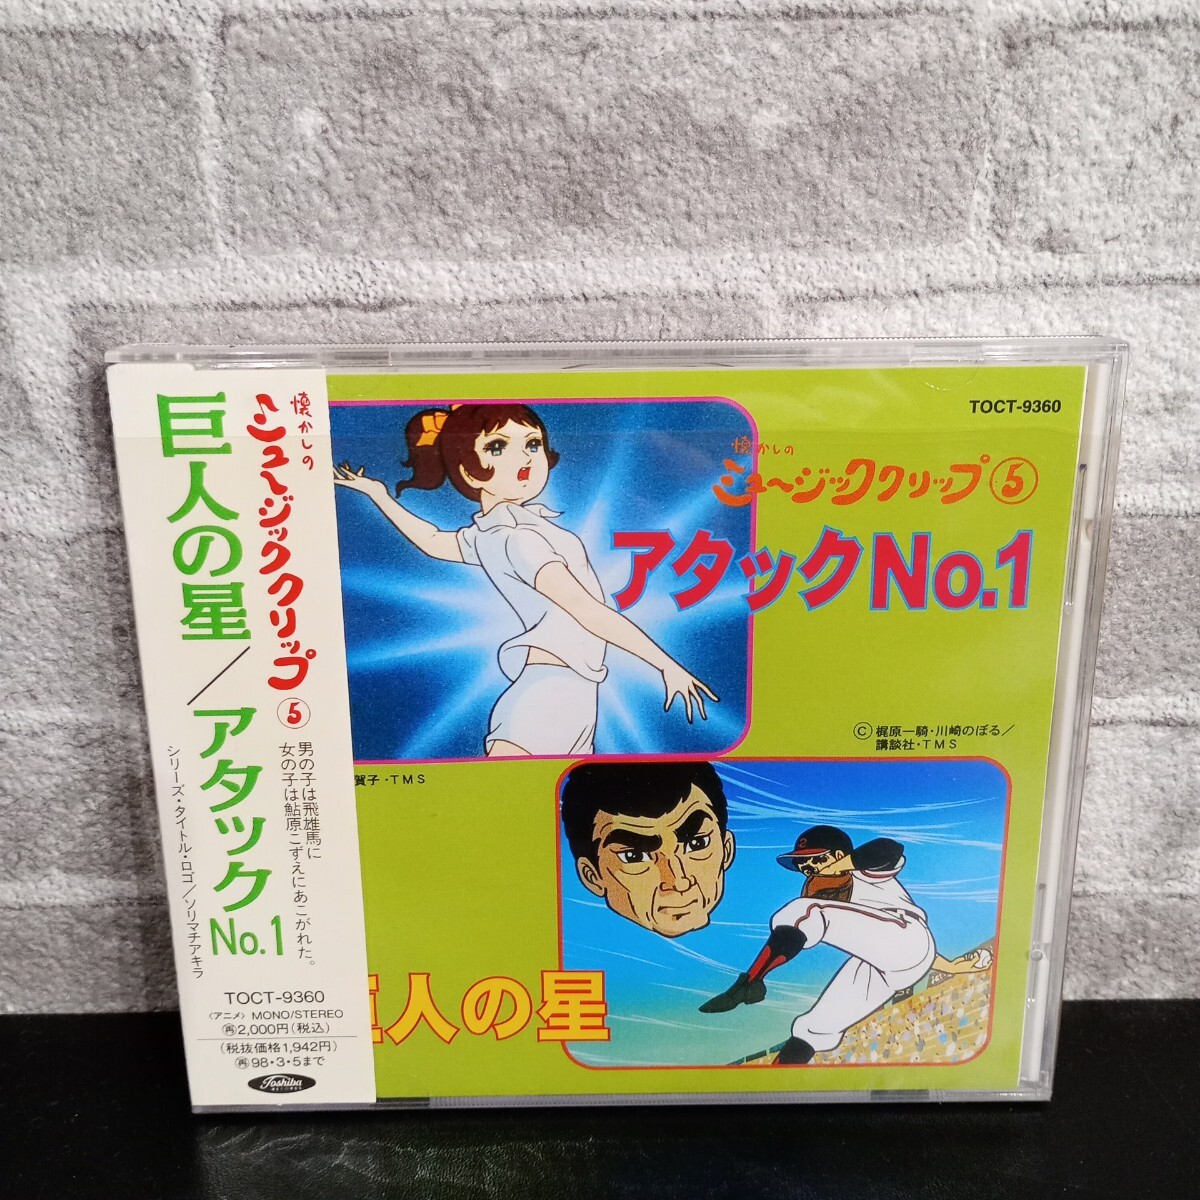 懐かしの
ミュージッククリップ⑤
巨人の星／アタックNo.1
男の子は飛雄馬に
女の子は鮎原こずえにあこがれた。
シリーズ・タイトル・ロゴ／ソリマチアキラ
TOCT-9360
〈アニメ〉MONO/STEREO
再2,000円(税込)
(税抜価格1,942円)
再98・3・5まで
Toshiba
TOCT-9360
懐かしの
ミュージッククリップ⑤
アタックNo.1
©梶原一騎・川崎のぼる／
講談社・TMS
賀子・TMS
2
人の星